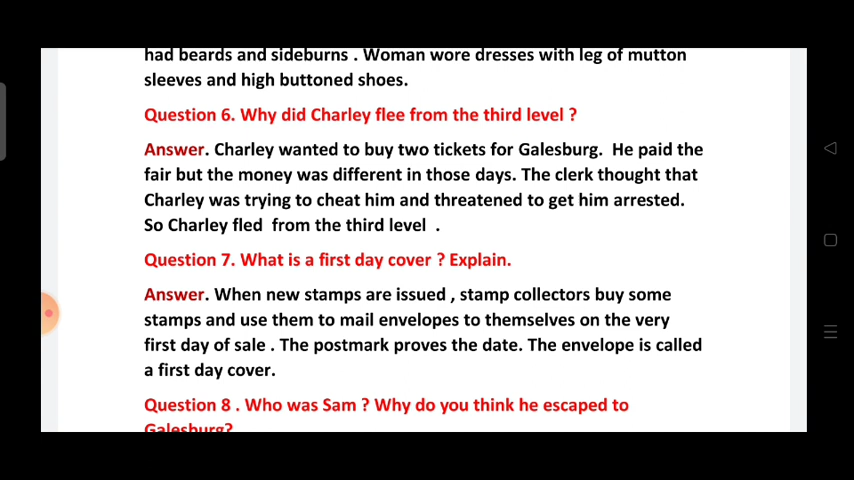 had beards and sideburns . Woman wore dresses with leg of mutton
sleeves and high buttoned shoes.
Question 6. Why did Charley flee from the third level ?
Answer. Charley wanted to buy two tickets for Galesburg.  He paid the
fair but the money was different in those days. The clerk thought that
Charley was trying to cheat him and threatened to get him arrested.
So Charley fled  from the third level  .
Question 7. What is a first day cover ? Explain.
Answer. When new stamps are issued , stamp collectors buy some
stamps and use them to mail envelopes to themselves on the very
first day of sale . The postmark proves the date. The envelope is called
a first day cover.
Question 8 . Who was Sam ? Why do you think he escaped to
Galesburg?